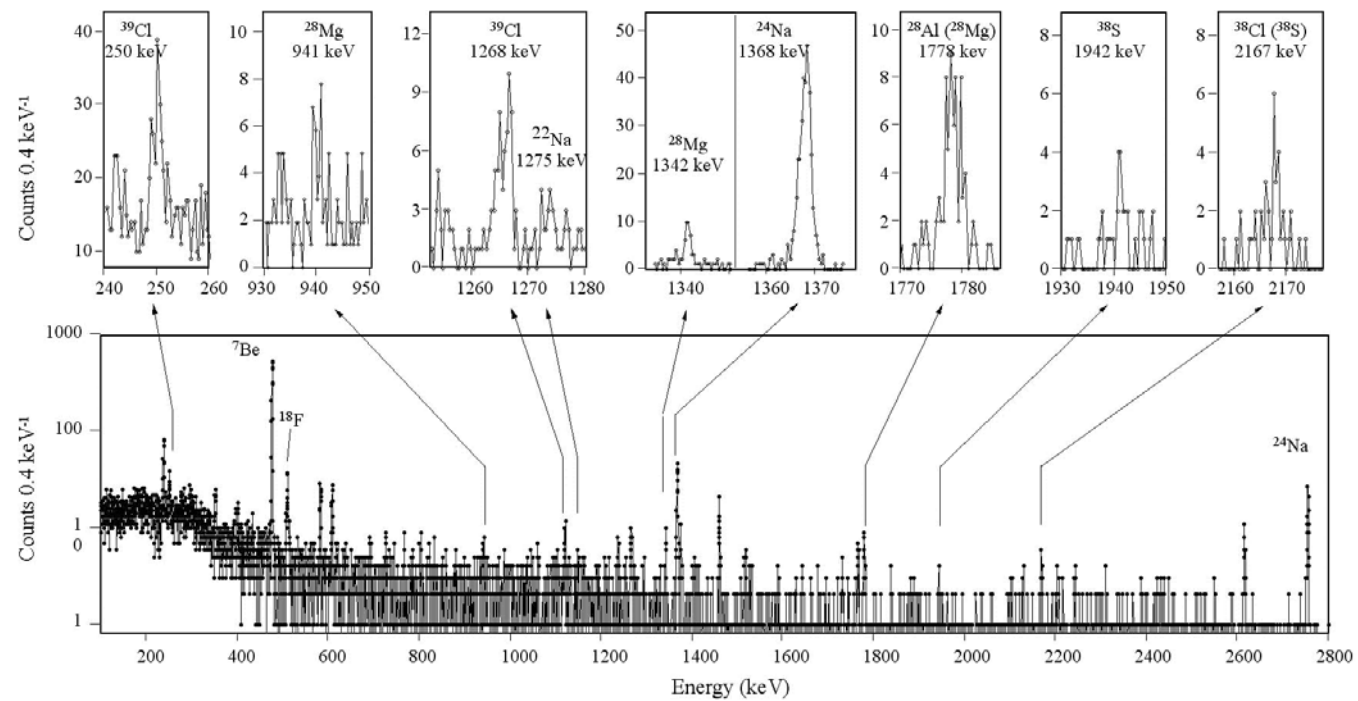 ³⁹Cl
250 keV
²⁸Mg
941 keV
³⁹Cl
1268 keV
²²Na
1275 keV
²⁸Mg
1342 keV
²⁴Na
1368 keV
²⁸Al (²⁸Mg)
1778 kev
³⁸S
1942 keV
³⁸Cl (³⁸S)
2167 keV
Counts 0.4 keV⁻¹
40
30
20
10
240 250 260
10
8
6
4
2
0
930 940 950
12
9
6
3
0
1260 1270 1280
50
40
30
20
10
0
1340 1360 1370
10
8
6
4
2
0
1770 1780
8
6
4
2
0
1930 1940 1950
8
6
4
2
0
2160 2170
⁷Be
¹⁸F
²⁴Na
Counts 0.4 keV⁻¹
1000
100
1
0
1
200 400 600 800 1000 1200 1400 1600 1800 2000 2200 2400 2600 2800
Energy (keV)